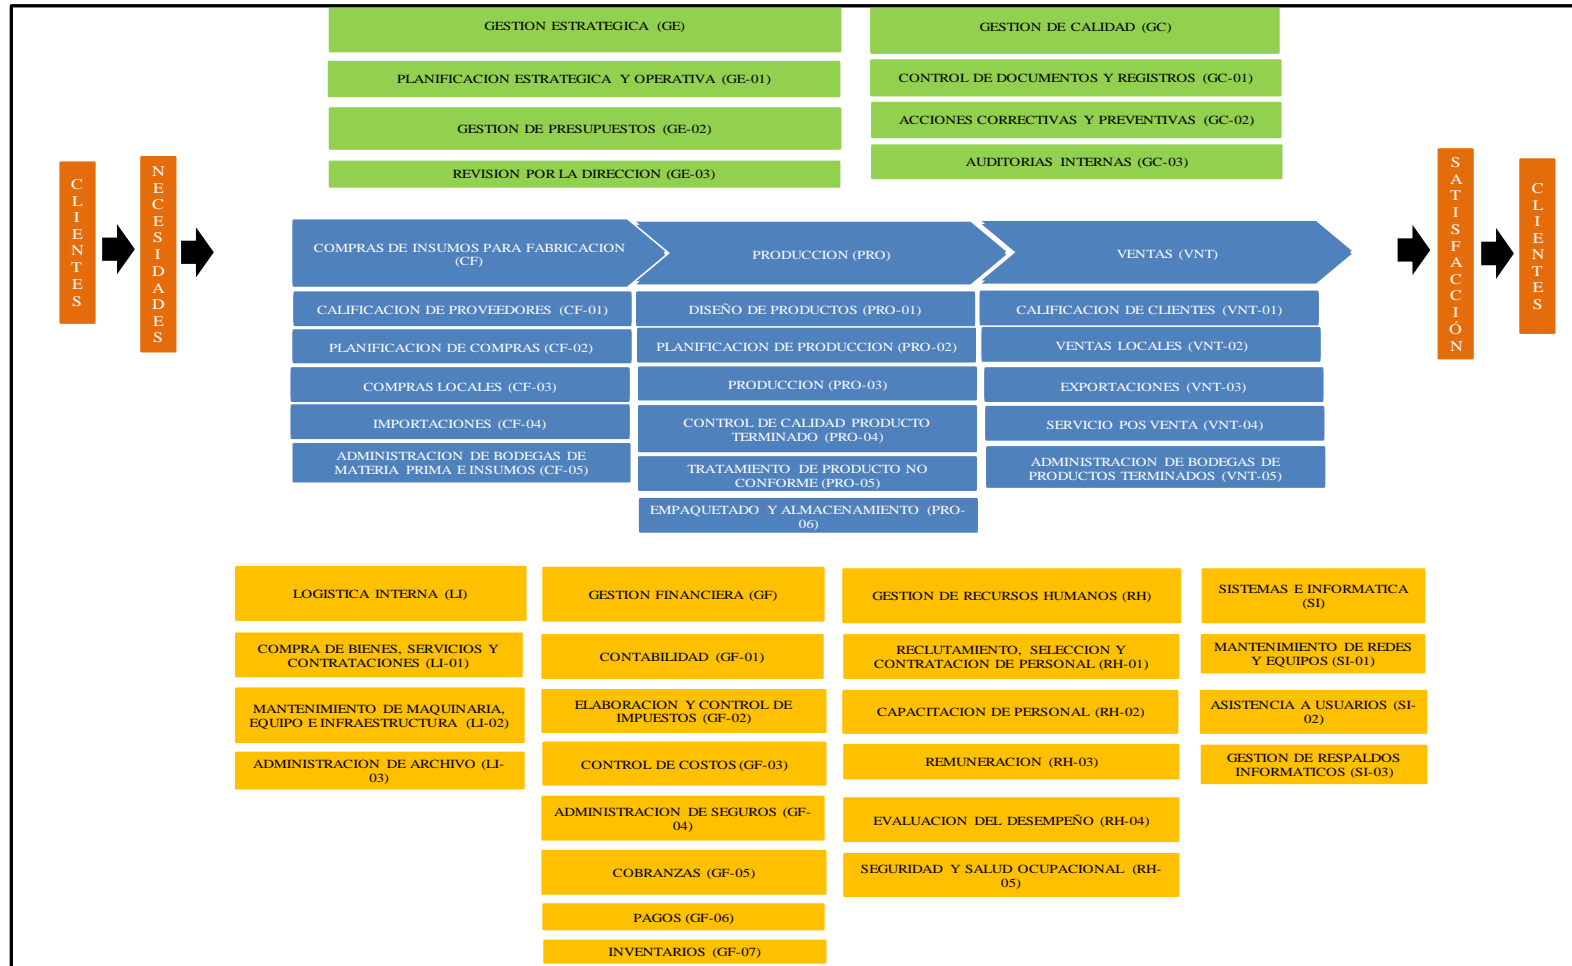 GESTION ESTRATEGICA (GE)
PLANIFICACION ESTRATEGICA Y OPERATIVA (GE-01)
GESTION DE PRESUPUESTOS (GE-02)
REVISION POR LA DIRECCION (GE-03)
GESTION DE CALIDAD (GC)
CONTROL DE DOCUMENTOS Y REGISTROS (GC-01)
ACCIONES CORRECTIVAS Y PREVENTIVAS (GC-02)
AUDITORIAS INTERNAS (GC-03)
CLIENTES
NECESIDADES
COMPRAS DE INSUMOS PARA FABRICACION
(CF)
CALIFICACION DE PROVEEDORES (CF-01)
PLANIFICACION DE COMPRAS (CF-02)
COMPRAS LOCALES (CF-03)
IMPORTACIONES (CF-04)
ADMINISTRACION DE BODEGAS DE
MATERIA PRIMA E INSUMOS (CF-05)
PRODUCCION (PRO)
DISEÑO DE PRODUCTOS (PRO-01)
PLANIFICACION DE PRODUCCION (PRO-02)
PRODUCCION (PRO-03)
CONTROL DE CALIDAD PRODUCTO
TERMINADO (PRO-04)
TRATAMIENTO DE PRODUCTO NO
CONFORME (PRO-05)
EMPAQUETADO Y ALMACENAMIENTO (PRO-
06)
VENTAS (VNT)
CALIFICACION DE CLIENTES (VNT-01)
VENTAS LOCALES (VNT-02)
EXPORTACIONES (VNT-03)
SERVICIO POS VENTA (VNT-04)
ADMINISTRACION DE BODEGAS DE
PRODUCTOS TERMINADOS (VNT-05)
SATISFACCIÓN
CLIENTES
LOGISTICA INTERNA (LI)
COMPRA DE BIENES, SERVICIOS Y
CONTRATACIONES (LI-01)
MANTENIMIENTO DE MAQUINARIA,
EQUIPO E INFRAESTRUCTURA (LI-02)
ADMINISTRACION DE ARCHIVO (LI-
03)
GESTION FINANCIERA (GF)
CONTABILIDAD (GF-01)
ELABORACION Y CONTROL DE
IMPUESTOS (GF-02)
CONTROL DE COSTOS (GF-03)
ADMINISTRACION DE SEGUROS (GF-
04)
COBRANZAS (GF-05)
PAGOS (GF-06)
INVENTARIOS (GF-07)
GESTION DE RECURSOS HUMANOS (RH)
RECLUTAMIENTO, SELECCION Y
CONTRATACION DE PERSONAL (RH-01)
CAPACITACION DE PERSONAL (RH-02)
REMUNERACION (RH-03)
EVALUACION DEL DESEMPEÑO (RH-04)
SEGURIDAD Y SALUD OCUPACIONAL (RH-
05)
SISTEMAS E INFORMATICA
(SI)
MANTENIMIENTO DE REDES
Y EQUIPOS (SI-01)
ASISTENCIA A USUARIOS (SI-
02)
GESTION DE RESPALDOS
INFORMATICOS (SI-03)